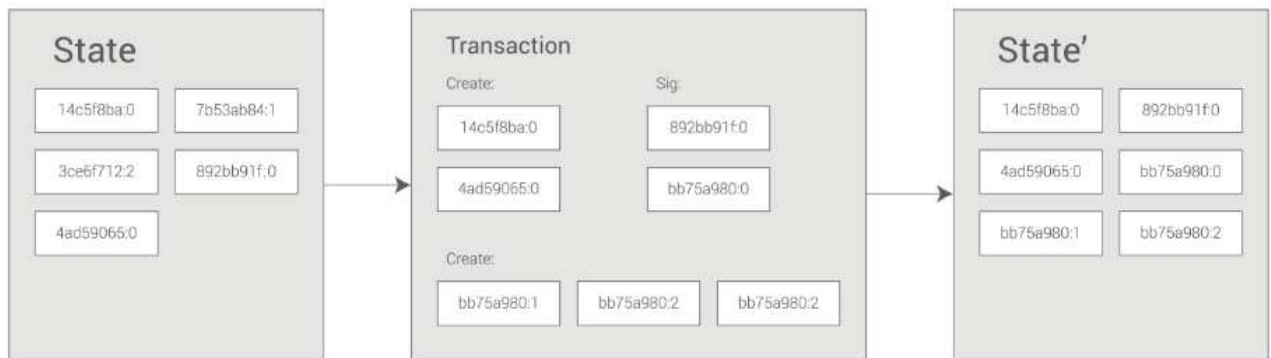 State
14c5f8ba:0 7b53ab84:1
3ce6f712:2 892bb91f:0
4ad59065:0
Transaction
Create: Sig:
14c5f8ba:0 892bb91f:0
4ad59065:0 bb75a980:0
Create:
bb75a980:1 bb75a980:2 bb75a980:2
State’
14c5f8ba:0 892bb91f:0
4ad59065:0 bb75a980:0
bb75a980:1 bb75a980:2